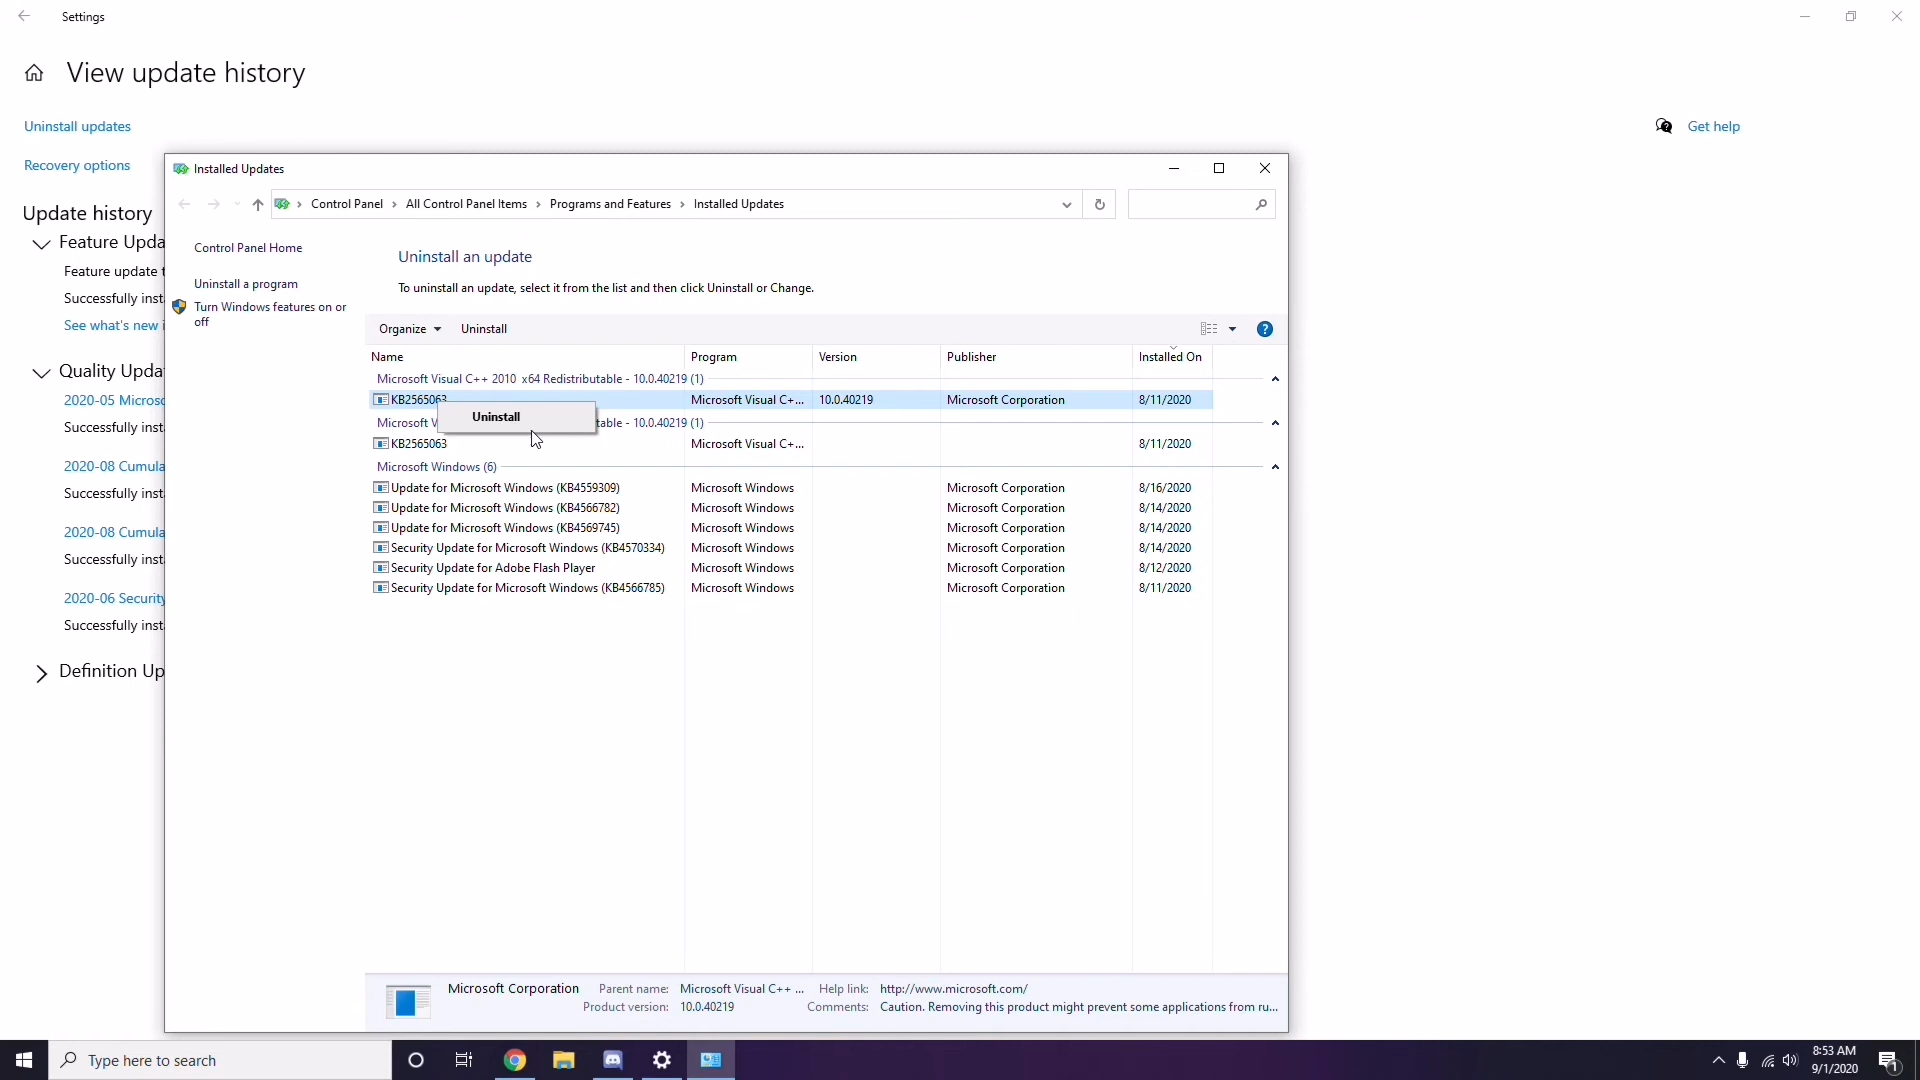 Settings
View update history
Uninstall updates
Get help
Recovery options
Update history
Feature Upda
Feature update t
Successfully inst
See what's new i
Quality Upda
2020-05 Microso
Successfully inst
2020-08 Cumula
Successfully inst
2020-08 Cumula
Successfully inst
2020-06 Security
Successfully inst
Definition Up
Installed Updates
Control Panel > All Control Panel Items > Programs and Features > Installed Updates
Control Panel Home
Uninstall a program
Turn Windows features on or
off
Uninstall an update
To uninstall an update, select it from the list and then click Uninstall or Change.
Organize Uninstall
Name Program Version Publisher Installed On
Microsoft Visual C++ 2010 x64 Redistributable - 10.0.40219 (1)
KB2565063 Microsoft Visual C+... 10.0.40219 Microsoft Corporation 8/11/2020
Uninstall
Microsoft V table - 10.0.40219 (1)
KB2565063 Microsoft Visual C+... 8/11/2020
Microsoft Windows (6)
Update for Microsoft Windows (KB4559309) Microsoft Windows Microsoft Corporation 8/16/2020
Update for Microsoft Windows (KB4566782) Microsoft Windows Microsoft Corporation 8/14/2020
Update for Microsoft Windows (KB4569745) Microsoft Windows Microsoft Corporation 8/14/2020
Security Update for Microsoft Windows (KB4570334) Microsoft Windows Microsoft Corporation 8/14/2020
Security Update for Adobe Flash Player Microsoft Windows Microsoft Corporation 8/12/2020
Security Update for Microsoft Windows (KB4566785) Microsoft Windows Microsoft Corporation 8/11/2020
Microsoft Corporation Parent name: Microsoft Visual C++ ... Help link: http://www.microsoft.com/
Product version: 10.0.40219 Comments: Caution. Removing this product might prevent some applications from ru...
Type here to search
8:53 AM
9/1/2020
1